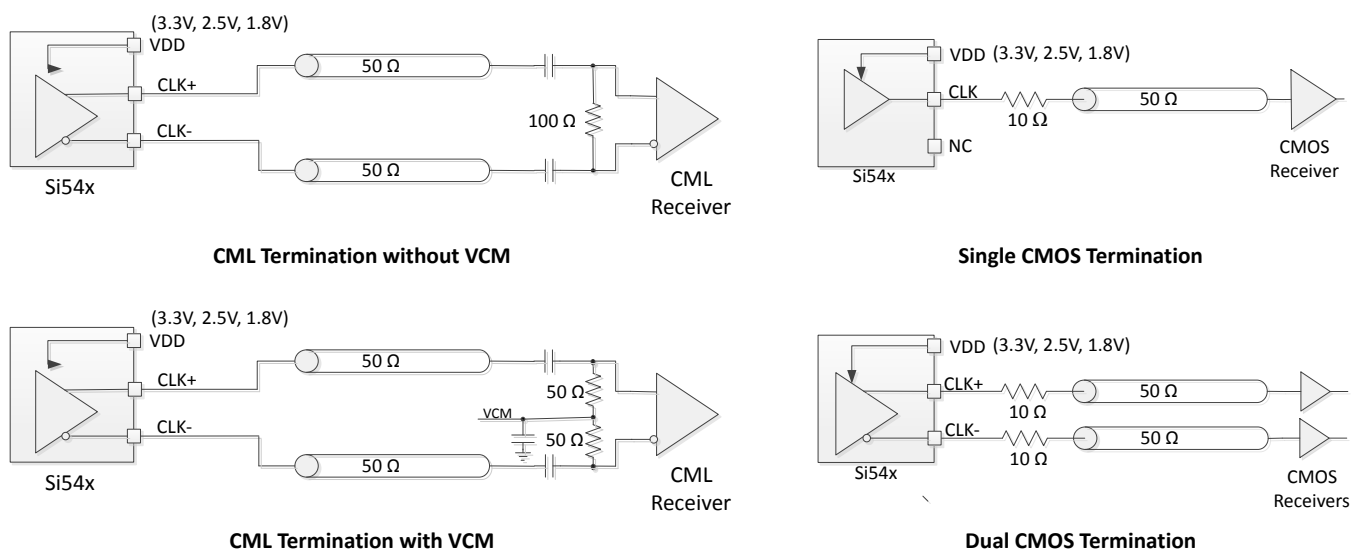 (3.3V, 2.5V, 1.8V)
VDD
CLK+
50 Ω
100 Ω
CLK-
50 Ω
Si54x
CML
Receiver
CML Termination without VCM
VDD (3.3V, 2.5V, 1.8V)
CLK
10 Ω
50 Ω
NC
Si54x
CMOS
Receiver
Single CMOS Termination
(3.3V, 2.5V, 1.8V)
VDD
CLK+
50 Ω
50 Ω
VCM
50 Ω
CLK-
50 Ω
Si54x
CML
Receiver
CML Termination with VCM
VDD (3.3V, 2.5V, 1.8V)
CLK+
10 Ω
50 Ω
CLK-
10 Ω
50 Ω
Si54x
CMOS
Receivers
Dual CMOS Termination